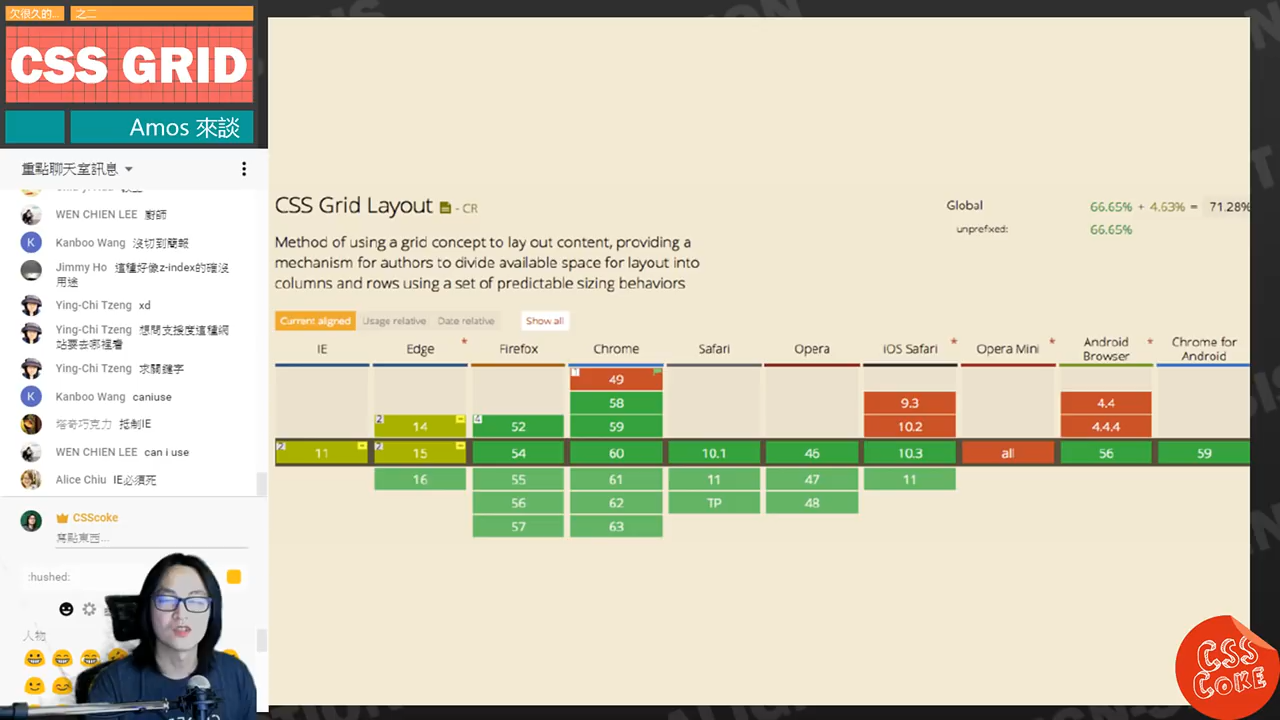 欠很久的... 之二
CSS GRID
Amos 來談
重點聊天室訊息
WEN CHIEN LEE 廚師
Kanboo Wang 沒切到簡報
Jimmy Ho 這種好像z-index的確沒
用途
Ying-Chi Tzeng xd
Ying-Chi Tzeng 想問支援度這種網
站要去哪裡看
Ying-Chi Tzeng 求關鍵字
Kanboo Wang caniuse
塔奇巧克力 抵制IE
WEN CHIEN LEE can i use
Alice Chiu IE必須死
CSScoke
寫點東西...
:hushed:
人物
CSS Grid Layout - CR
Global 66.65% + 4.63% = 71.28%
unprefixed: 66.65%
Method of using a grid concept to lay out content, providing a
mechanism for authors to divide available space for layout into
columns and rows using a set of predictable sizing behaviors
Current aligned Usage relative Date relative Show all
IE Edge * Firefox Chrome Safari Opera iOS Safari * Opera Mini * Android Browser * Chrome for Android
1 49
58 9.3 4.4
2 14 4 52 59 10.2 4.4.4
2 11 2 15 54 60 10.1 46 10.3 all 56 59
16 55 61 11 47 11
56 62 TP 48
57 63
CSS
COKE